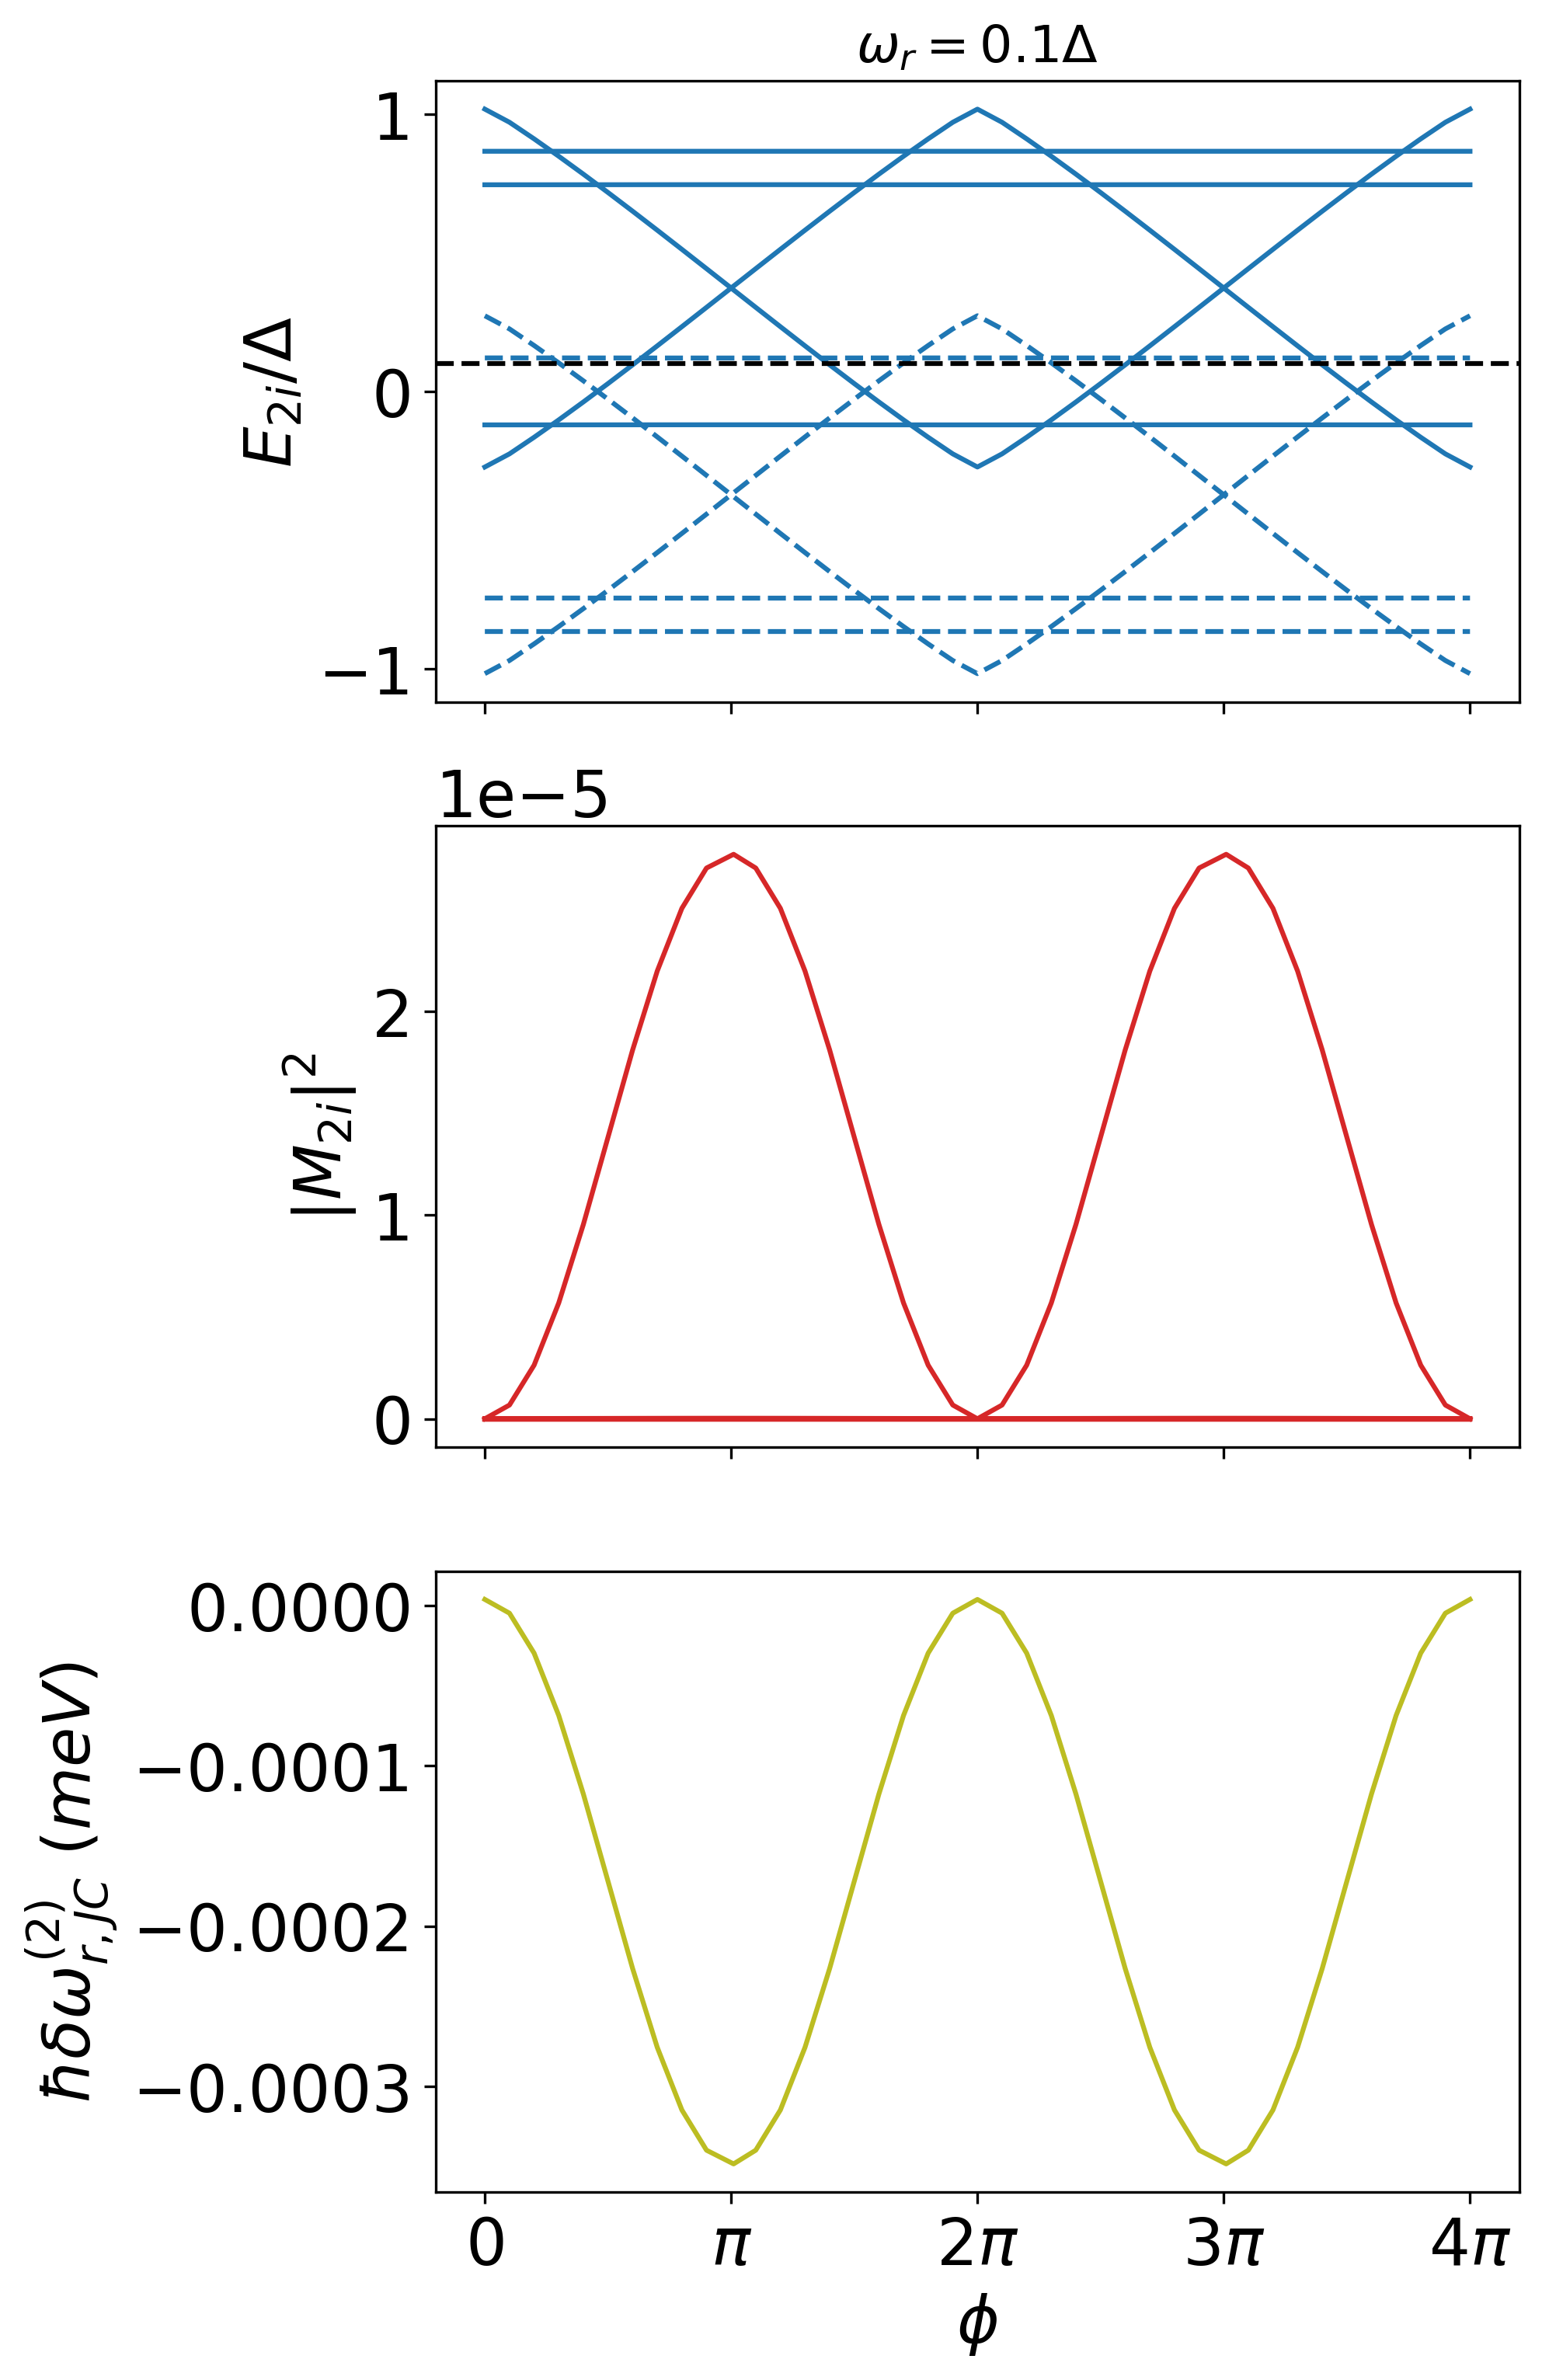 ω_r = 0.1Δ
1
0
−1
E_{2i}/Δ
1e−5
2
1
0
|M_{2i}|^2
0.0000
−0.0001
−0.0002
−0.0003
ħδω^{(2)}_{r,JC} (meV)
0 π 2π 3π 4π
ϕ